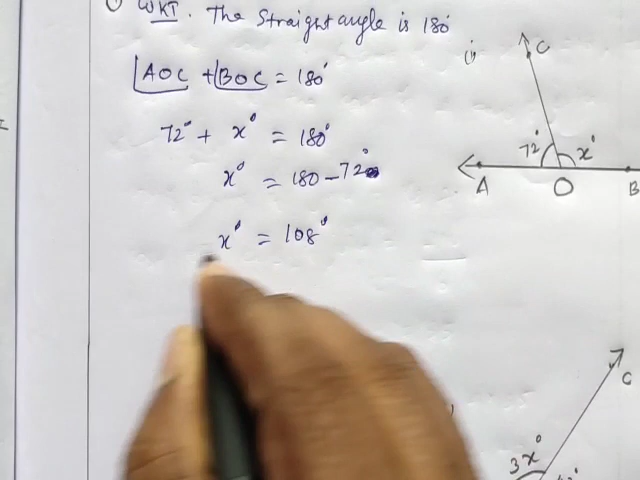 WKT. The Straight angle is 180°
∠AOC + ∠BOC = 180°
72° + x° = 180°
x° = 180 - 72°
x° = 108°
(i)
C
72° x°
A O B
C
3x°